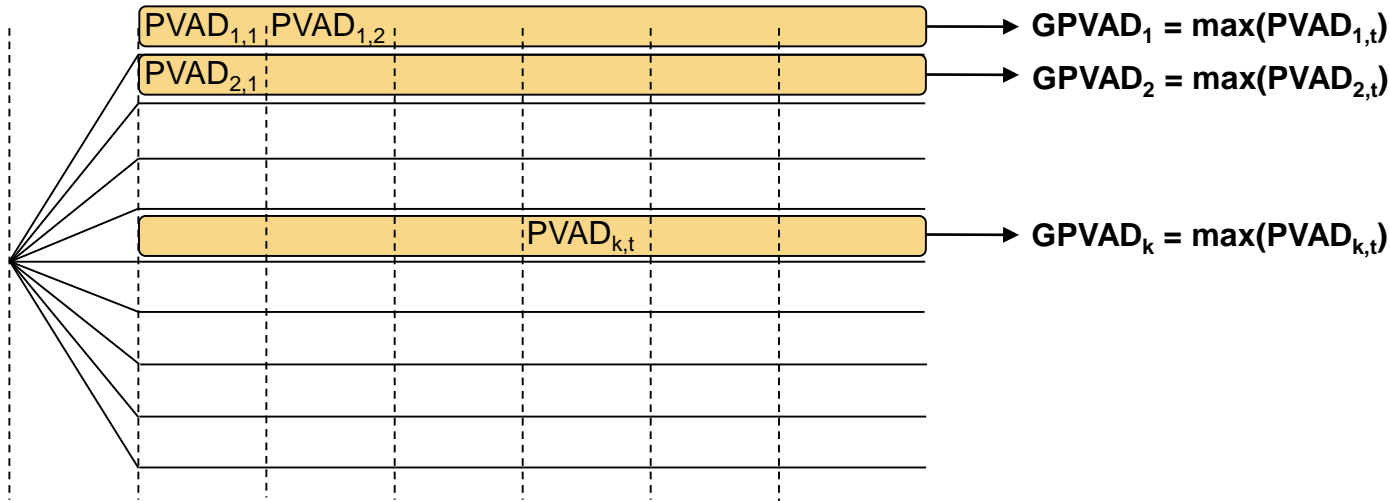 PVAD1,1 PVAD1,2 GPVAD1 = max(PVAD1,t)
PVAD2,1 GPVAD2 = max(PVAD2,t)
PVADk,t GPVADk = max(PVADk,t)